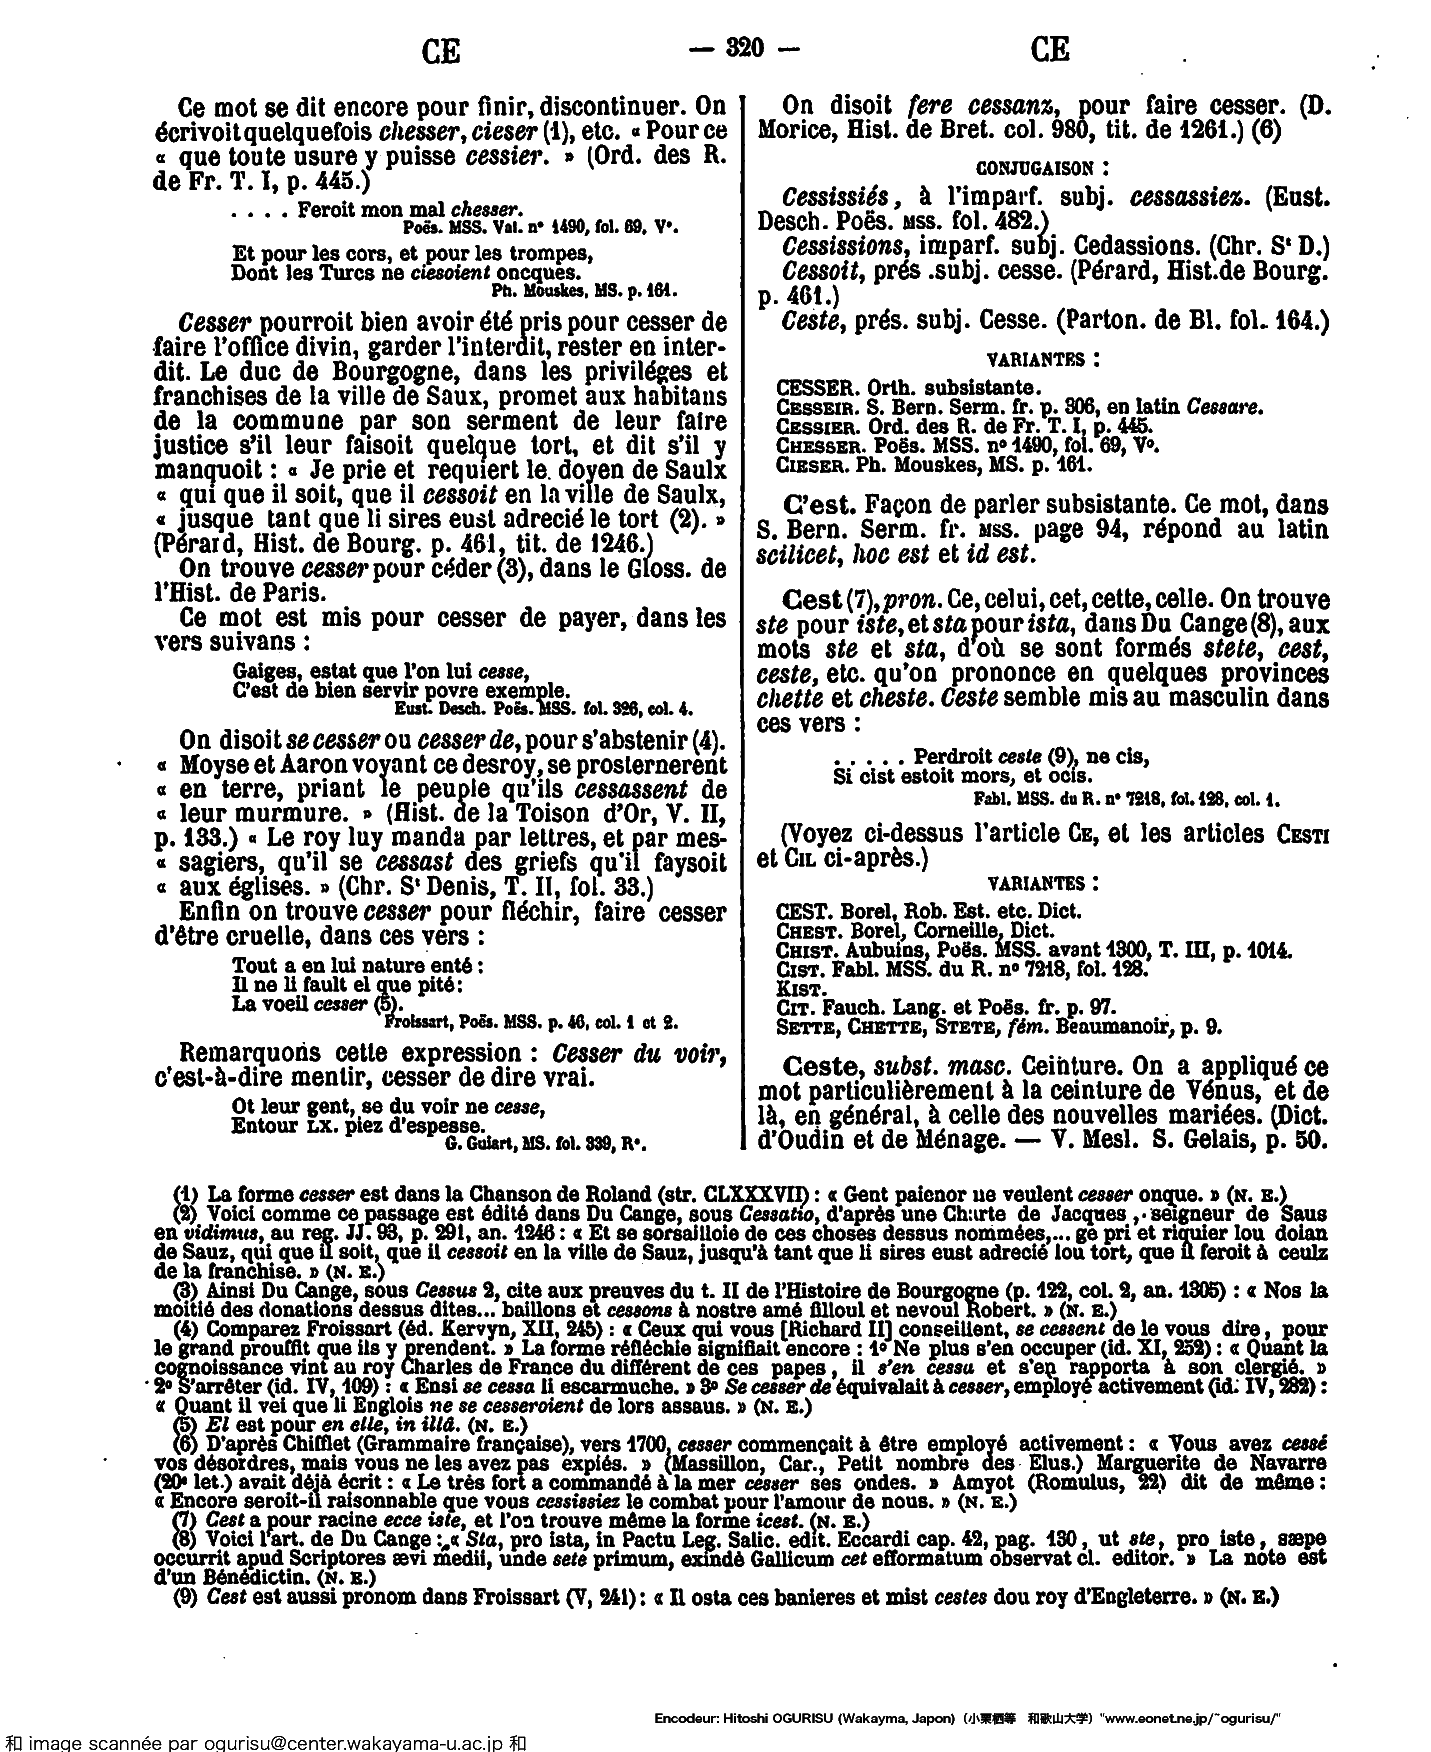 CE — 320 — CE
Ce mot se dit encore pour finir, discontinuer. On
écrivoit quelquefois chesser, cieser (1), etc. « Pour ce
« que toute usure y puisse cessier. » (Ord. des R.
de Fr. T. I, p. 445.)
. . . . Feroit mon mal chesser.
Poës. MSS. Vat. n° 1490, fol. 69, V°.
Et pour les cors, et pour les trompes,
Dont les Turcs ne ciesoient oncques.
Ph. Mouskes, MS. p. 161.
Cesser pourroit bien avoir été pris pour cesser de
faire l'office divin, garder l'interdit, rester en inter-
dit. Le duc de Bourgogne, dans les priviléges et
franchises de la ville de Saux, promet aux habitans
de la commune par son serment de leur faire
justice s'il leur faisoit quelque tort, et dit s'il y
manquoit : « Je prie et requiert le doyen de Saulx
« qui que il soit, que il cessoit en la ville de Saulx,
« jusque tant que li sires eust adrecié le tort (2). »
(Pérard, Hist. de Bourg. p. 461, tit. de 1246.)
On trouve cesser pour céder (3), dans le Gloss. de
l'Hist. de Paris.
Ce mot est mis pour cesser de payer, dans les
vers suivans :
Gaiges, estat que l'on lui cesse,
C'est de bien servir povre exemple.
Eust. Desch. Poës. MSS. fol. 326, col. 4.
On disoit se cesser ou cesser de, pour s'abstenir (4).
« Moyse et Aaron voyant ce desroy, se prosternerent
« en terre, priant le peuple qu'ils cessassent de
« leur murmure. » (Hist. de la Toison d'Or, V. II,
p. 133.) « Le roy luy manda par lettres, et par mes-
« sagiers, qu'il se cessast des griefs qu'il faysoit
« aux églises. » (Chr. St Denis, T. II, fol. 33.)
Enfin on trouve cesser pour fléchir, faire cesser
d'être cruelle, dans ces vers :
Tout a en lui nature enté :
Il ne li fault el que pité :
La voeil cesser (5).
Froissart, Poës. MSS. p. 46, col. 1 et 2.
Remarquons cette expression : Cesser du voir,
c'est-à-dire mentir, cesser de dire vrai.
Ot leur gent, se du voir ne cesse,
Entour LX. piez d'espesse.
G. Guiart, MS. fol. 339, R°.
On disoit fere cessanz, pour faire cesser. (D.
Morice, Hist. de Bret. col. 980, tit. de 1261.) (6)
CONJUGAISON :
Cessissiés, à l'imparf. subj. cessassiez. (Eust.
Desch. Poës. MSS. fol. 482.)
Cessissions, imparf. subj. Cedassions. (Chr. St D.)
Cessoit, prés .subj. cesse. (Pérard, Hist. de Bourg.
p. 461.)
Ceste, prés. subj. Cesse. (Parton. de Bl. fol. 164.)
VARIANTES :
CESSER. Orth. subsistante.
CESSEIR. S. Bern. Serm. fr. p. 306, en latin Cessare.
CESSIER. Ord. des R. de Fr. T. I, p. 445.
CHESSER. Poës. MSS. n° 1490, fol. 69, V°.
CIESER. Ph. Mouskes, MS. p. 161.
C'est. Façon de parler subsistante. Ce mot, dans
S. Bern. Serm. fr. MSS. page 94, répond au latin
scilicet, hoc est et id est.
Cest (7), pron. Ce, celui, cet, cette, celle. On trouve
ste pour iste, et sta pour ista, dans Du Cange (8), aux
mots ste et sta, d'où se sont formés stete, cest,
ceste, etc. qu'on prononce en quelques provinces
chette et cheste. Ceste semble mis au masculin dans
ces vers :
. . . . . Perdroit ceste (9), ne cis,
Si cist estoit mors, et ocis.
Fabl. MSS. du R. n° 7218, fol. 128, col. 1.
(Voyez ci-dessus l'article CE, et les articles CESTI
et CIL ci-après.)
VARIANTES :
CEST. Borel, Rob. Est. etc. Dict.
CHEST. Borel, Corneille, Dict.
CHIST. Aubuins, Poës. MSS. avant 1300, T. III, p. 1014.
CIST. Fabl. MSS. du R. n° 7218, fol. 128.
KIST.
CIT. Fauch. Lang. et Poës. fr. p. 97.
SETTE, CHETTE, STETE, fém. Beaumanoir, p. 9.
Ceste, subst. masc. Ceinture. On a appliqué ce
mot particulièrement à la ceinture de Vénus, et de
là, en général, à celle des nouvelles mariées. (Dict.
d'Oudin et de Ménage. — V. Mesl. S. Gelais, p. 50.
(1) La forme cesser est dans la Chanson de Roland (str. CLXXXVII) : « Gent paienor ne veulent cesser onque. » (N. E.)
(2) Voici comme ce passage est édité dans Du Cange, sous Cessatio, d'après une Charte de Jacques, seigneur de Saus
en vidimus, au reg. JJ. 93, p. 291, an. 1246 : « Et se sorsailloie de ces choses dessus nommées,... ge pri et riquier lou doian
de Sauz, qui que il soit, que il cessoit en la ville de Sauz, jusqu'à tant que li sires eust adrecié lou tort, que il feroit à ceulz
de la franchise. » (N. E.)
(3) Ainsi Du Cange, sous Cessus 2, cite aux preuves du t. II de l'Histoire de Bourgogne (p. 122, col. 2, an. 1305) : « Nos la
moitié des donations dessus dites... baillons et cessons à nostre amé filloul et nevoul Robert. » (N. E.)
(4) Comparez Froissart (éd. Kervyn, XII, 245) : « Ceux qui vous [Richard II] conseillent, se cessent de le vous dire, pour
le grand prouffit que ils y prendent. » La forme réfléchie signifiait encore : 1° Ne plus s'en occuper (id. XI, 252) : « Quant la
cognoissance vint au roy Charles de France du différent de ces papes, il s'en cessa et s'en rapporta à son clergié. »
2° S'arrêter (id. IV, 109) : « Ensi se cessa li escarmuche. » 3° Se cesser de équivalait à cesser, employé activement (id. IV, 282) :
« Quant il vei que li Englois ne se cesseroient de lors assaus. » (N. E.)
(5) El est pour en elle, in illâ. (N. E.)
(6) D'après Chifflet (Grammaire française), vers 1700, cesser commençait à être employé activement : « Vous avez cessé
vos désordres, mais vous ne les avez pas expiés. » (Massillon, Car., Petit nombre des Elus.) Marguerite de Navarre
(20e let.) avait déjà écrit : « Le très fort a commandé à la mer cesser ses ondes. » Amyot (Romulus, 22) dit de même :
« Encore seroit-il raisonnable que vous cessissiez le combat pour l'amour de nous. » (N. E.)
(7) Cest a pour racine ecce iste, et l'on trouve même la forme icest. (N. E.)
(8) Voici l'art. de Du Cange : « Sta, pro ista, in Pactu Leg. Salic. edit. Eccardi cap. 42, pag. 130, ut ste, pro iste, sæpe
occurrit apud Scriptores ævi medii, unde sete primum, exindè Gallicum cet efformatum observat cl. editor. » La note est
d'un Bénédictin. (N. E.)
(9) Cest est aussi pronom dans Froissart (V, 241) : « Il osta ces banieres et mist cestes dou roy d'Engleterre. » (N. E.)
Encodeur: Hitoshi OGURISU (Wakayma, Japon)（小栗栖等　和歌山大学）"www.eonet.ne.jp/~ogurisu/"
和 image scannée par ogurisu@center.wakayama-u.ac.jp 和